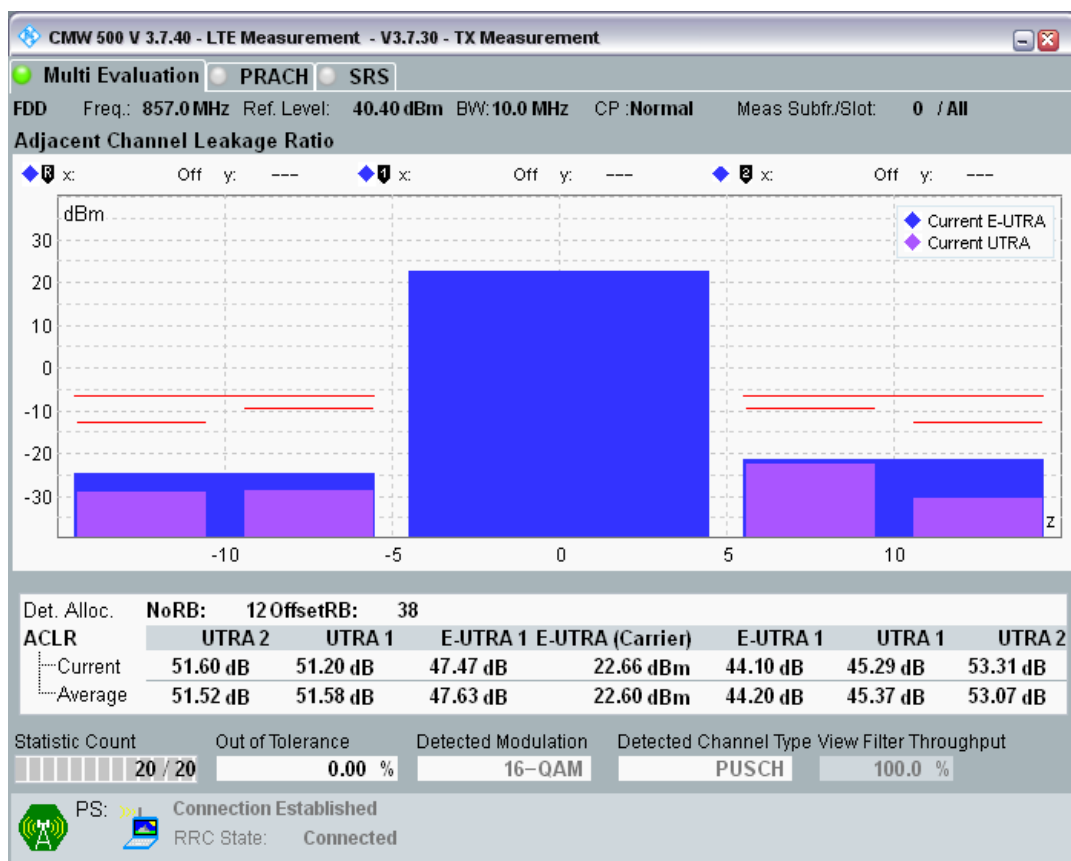 CMW 500 V 3.7.40 - LTE Measurement - V3.7.30 - TX Measurement
Multi Evaluation PRACH SRS
FDD Freq.: 857.0 MHz Ref. Level: 40.40 dBm BW: 10.0 MHz CP :Normal Meas Subfr./Slot: 0 / All
Adjacent Channel Leakage Ratio
R x: Off y: --- 1 x: Off y: --- 2 x: Off y: ---
dBm
Current E-UTRA
Current UTRA
30
20
10
0
-10
-20
-30
z
-10 -5 0 5 10
Det. Alloc. NoRB: 12 OffsetRB: 38
ACLR UTRA 2 UTRA 1 E-UTRA 1 E-UTRA (Carrier) E-UTRA 1 UTRA 1 UTRA 2
Current 51.60 dB 51.20 dB 47.47 dB 22.66 dBm 44.10 dB 45.29 dB 53.31 dB
Average 51.52 dB 51.58 dB 47.63 dB 22.60 dBm 44.20 dB 45.37 dB 53.07 dB
Statistic Count Out of Tolerance Detected Modulation Detected Channel Type View Filter Throughput
20 / 20 0.00 % 16-QAM PUSCH 100.0 %
PS: Connection Established
RRC State: Connected